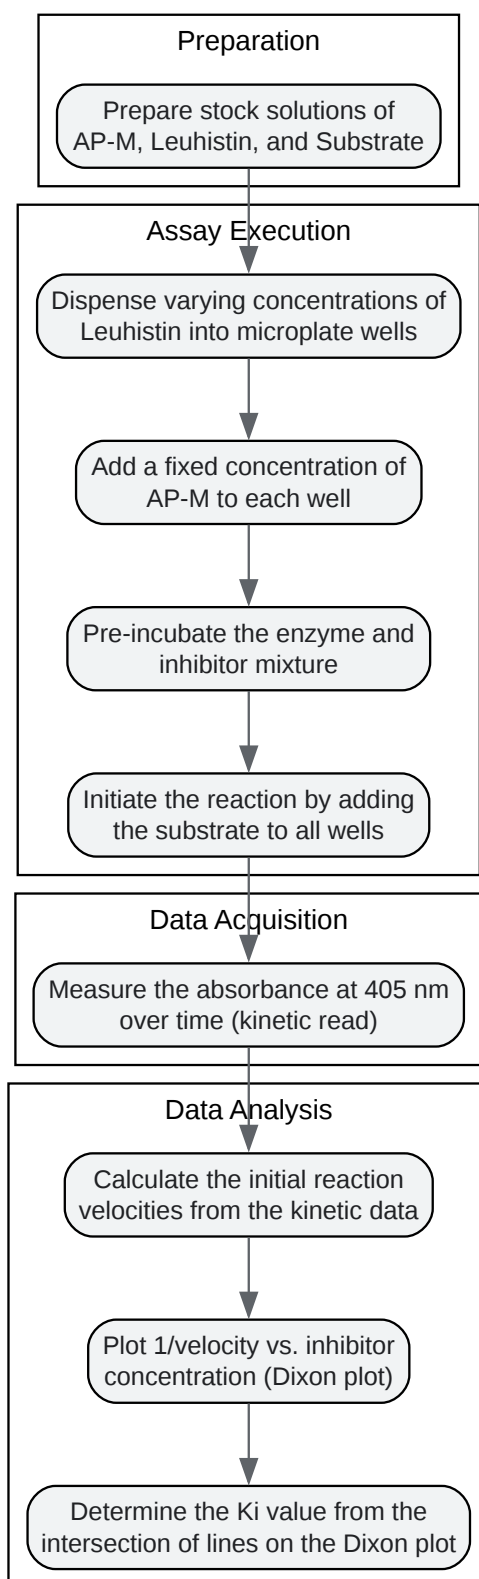 Preparation
Prepare stock solutions of
AP-M, Leuhistin, and Substrate
Assay Execution
Dispense varying concentrations of
Leuhistin into microplate wells
Add a fixed concentration of
AP-M to each well
Pre-incubate the enzyme and
inhibitor mixture
Initiate the reaction by adding
the substrate to all wells
Data Acquisition
Measure the absorbance at 405 nm
over time (kinetic read)
Data Analysis
Calculate the initial reaction
velocities from the kinetic data
Plot 1/velocity vs. inhibitor
concentration (Dixon plot)
Determine the Ki value from the
intersection of lines on the Dixon plot